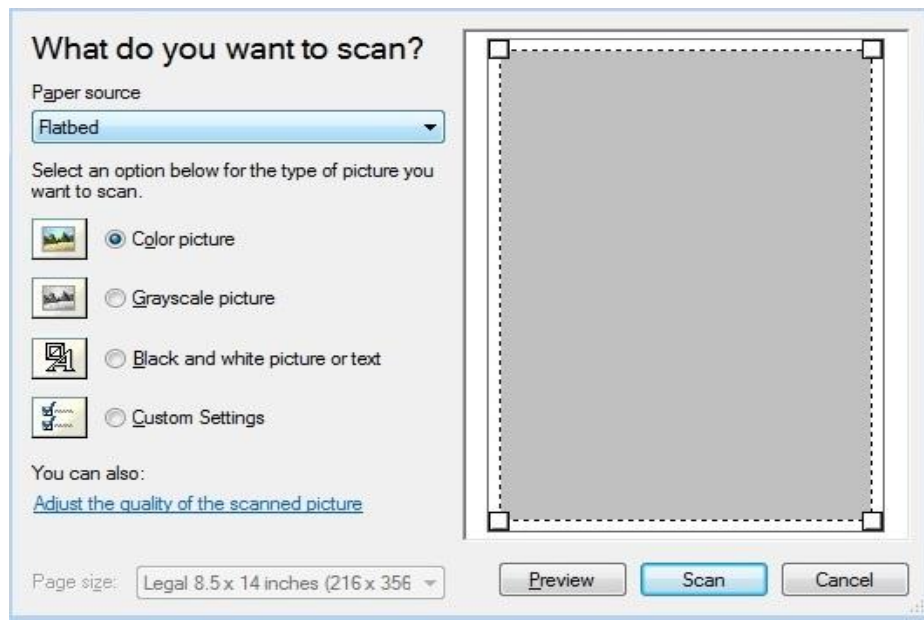 What do you want to scan?
Paper source
Flatbed
Select an option below for the type of picture you
want to scan.
Color picture
Grayscale picture
Black and white picture or text
Custom Settings
You can also:
Adjust the quality of the scanned picture
Page size: Legal 8.5 x 14 inches (216 x 356
Preview Scan Cancel